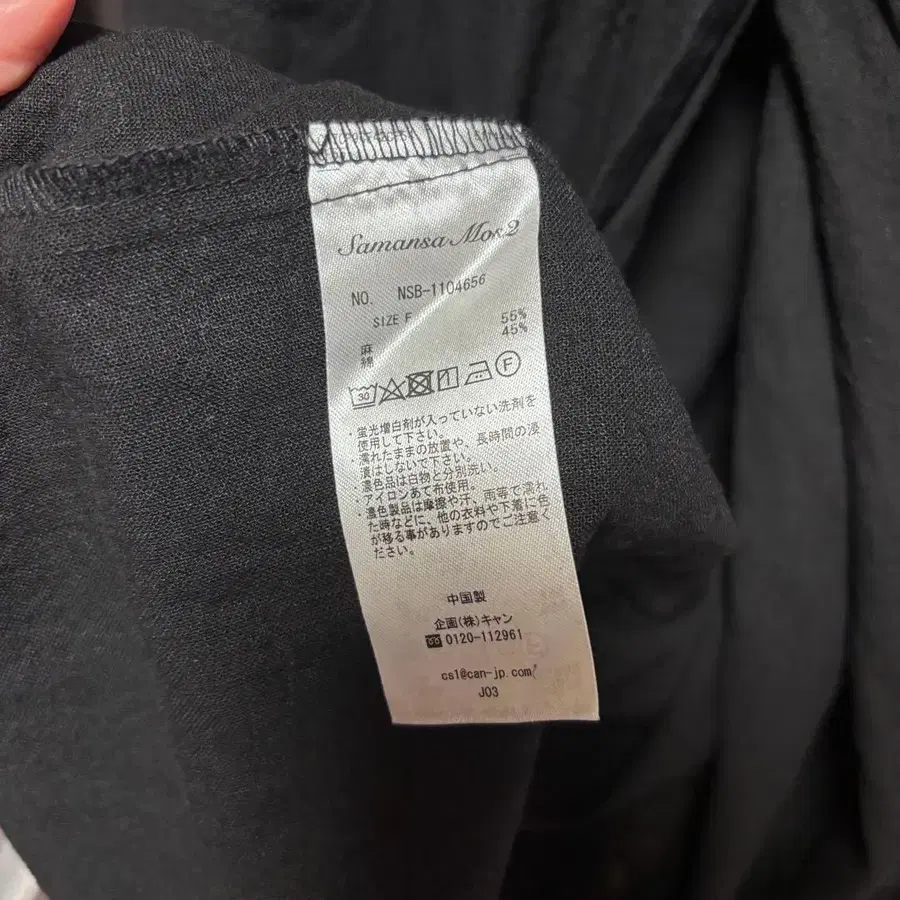 Samansa Mos2
NO. NSB-1104656
SIZE F
麻 55%
綿 45%
30 F
・蛍光増白剤が入っていない洗剤を
使用して下さい。
濡れたままの放置や、長時間の浸
漬はしないで下さい。
濃色品は白物と分別洗い。
・アイロンあて布使用。
・濃色製品は摩擦や汗、雨等で濡れ
た時などに、他の衣料や下着に色
が移る事がありますのでご注意く
ださい。
中国製
企画(株)キャン
0120-112961
cs1@can-jp.com
J03